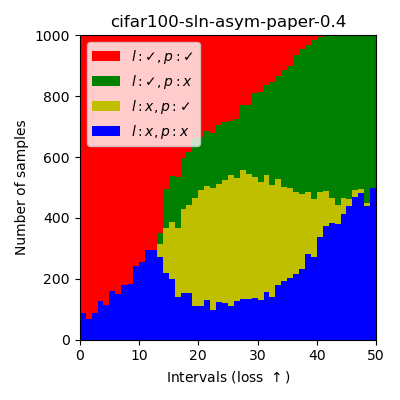 cifar100-sln-asym-paper-0.4
1000
800
600
400
200
0
Number of samples
l:✓,p:✓
l:✓,p:x
l:x,p:✓
l:x,p:x
0 10 20 30 40 50
Intervals (loss ↑)